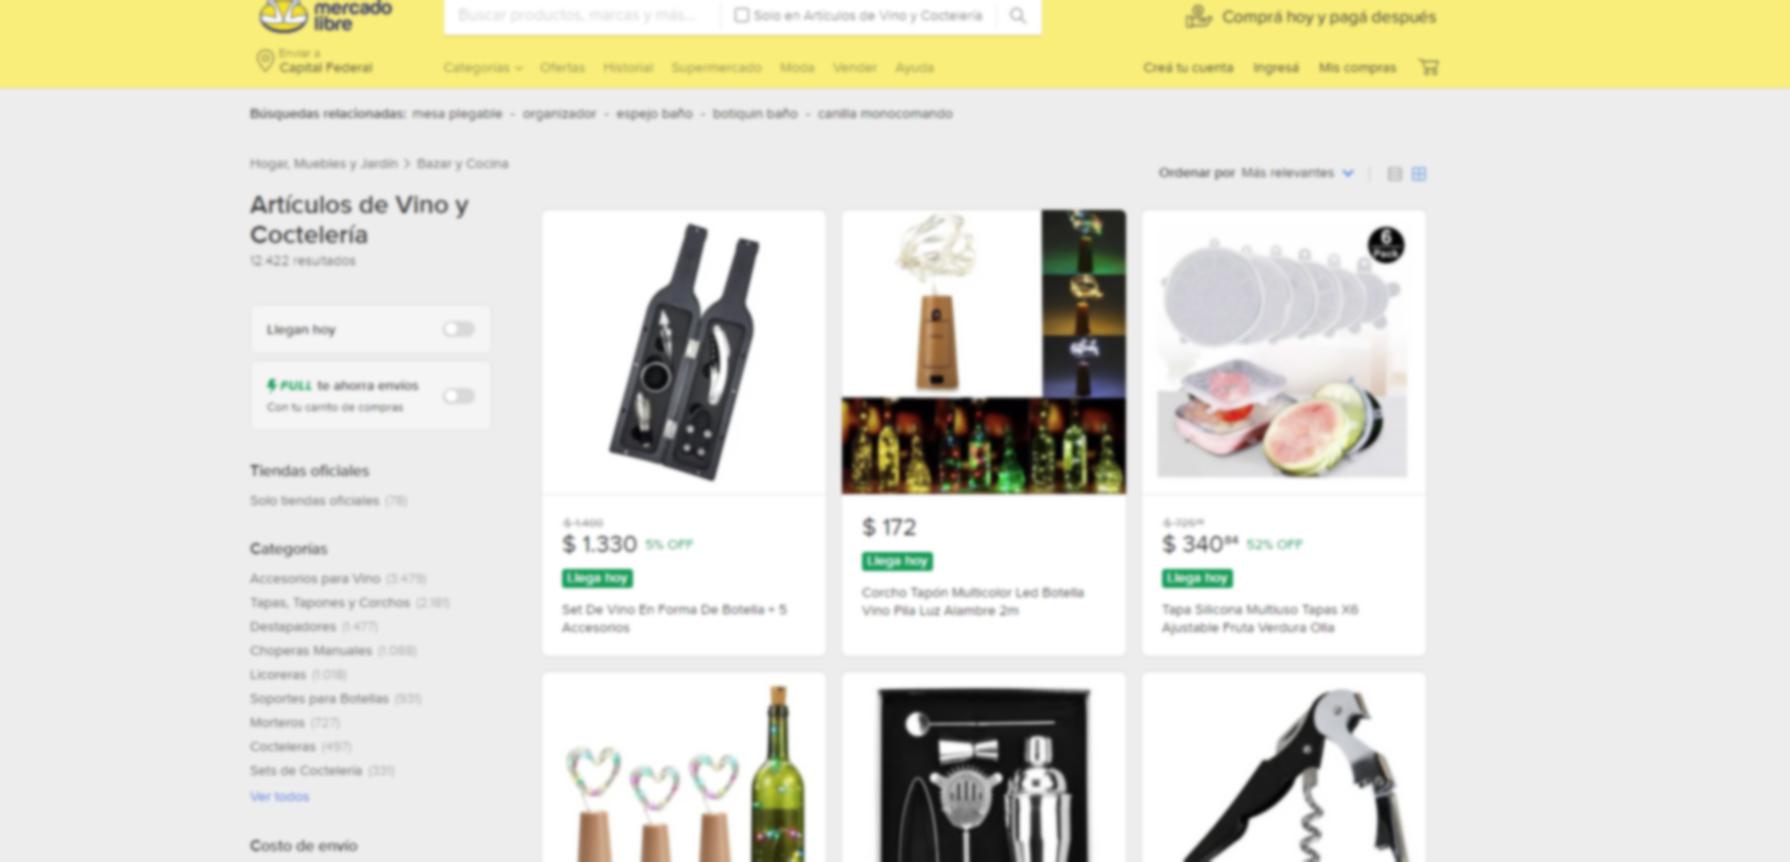 mercado
libre
Buscar productos, marcas y más...
Solo en Artículos de Vino y Coctelería
Comprá hoy y pagá después
Enviar a
Capital Federal
Categorías
Ofertas
Historial
Supermercado
Moda
Vender
Ayuda
Creá tu cuenta
Ingresá
Mis compras
Búsquedas relacionadas: mesa plegable - organizador - espejo baño - botiquin baño - canilla monocomando
Hogar, Muebles y Jardín > Bazar y Cocina
Ordenar por Más relevantes
Artículos de Vino y
Coctelería
12.422 resultados
Llegan hoy
FULL te ahorra envíos
Con tu carrito de compras
Tiendas oficiales
Solo tiendas oficiales (78)
Categorías
Accesorios para Vino (3.479)
Tapas, Tapones y Corchos (2.181)
Destapadores (1.477)
Choperas Manuales (1.088)
Licoreras (1.018)
Soportes para Botellas (931)
Morteros (727)
Cocteleras (497)
Sets de Coctelería (331)
Ver todos
Costo de envío
$ 1.400
$ 1.330 5% OFF
Llega hoy
Set De Vino En Forma De Botella + 5
Accesorios
$ 172
Llega hoy
Corcho Tapón Multicolor Led Botella
Vino Pila Luz Alambre 2m
6
Pack
$ 340 84 52% OFF
Llega hoy
Tapa Silicona Multiuso Tapas X6
Ajustable Fruta Verdura Olla